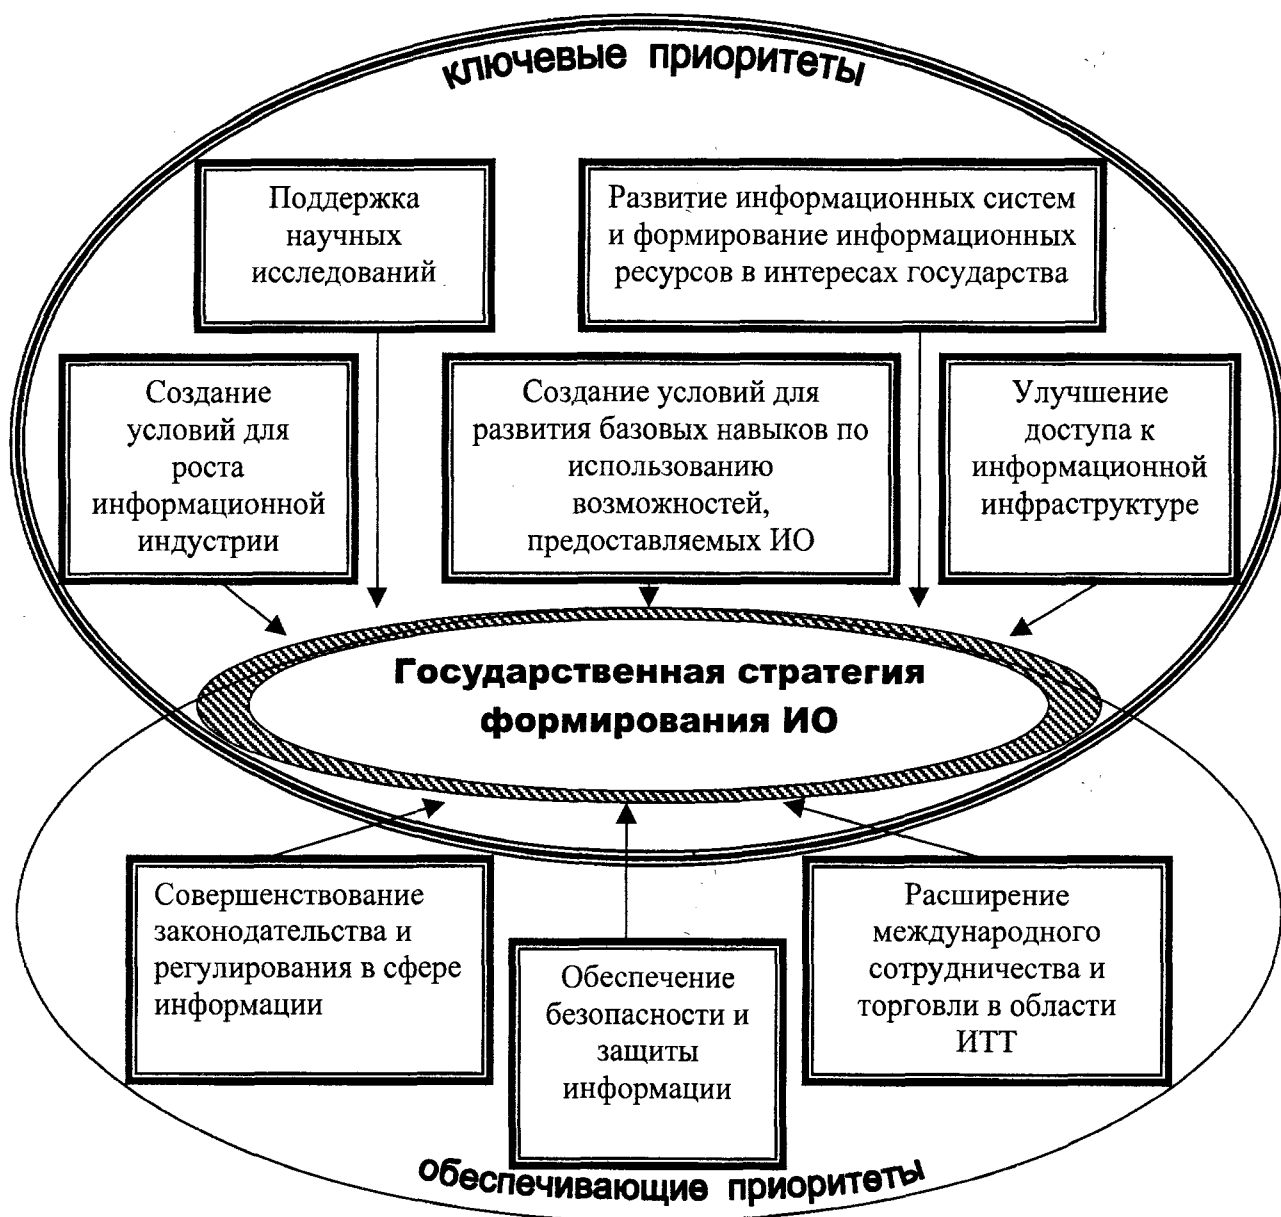 ключевые приоритеты
Поддержка
научных
исследований
Развитие информационных систем
и формирование информационных
ресурсов в интересах государства
Создание
условий для
роста
информационной
индустрии
Создание условий для
развития базовых навыков по
использованию
возможностей,
предоставляемых ИО
Улучшение
доступа к
информационной
инфраструктуре
Государственная стратегия
формирования ИО
Совершенствование
законодательства и
регулирования в сфере
информации
Обеспечение
безопасности и
защиты
информации
Расширение
международного
сотрудничества и
торговли в области
ИТТ
обеспечивающие приоритеты